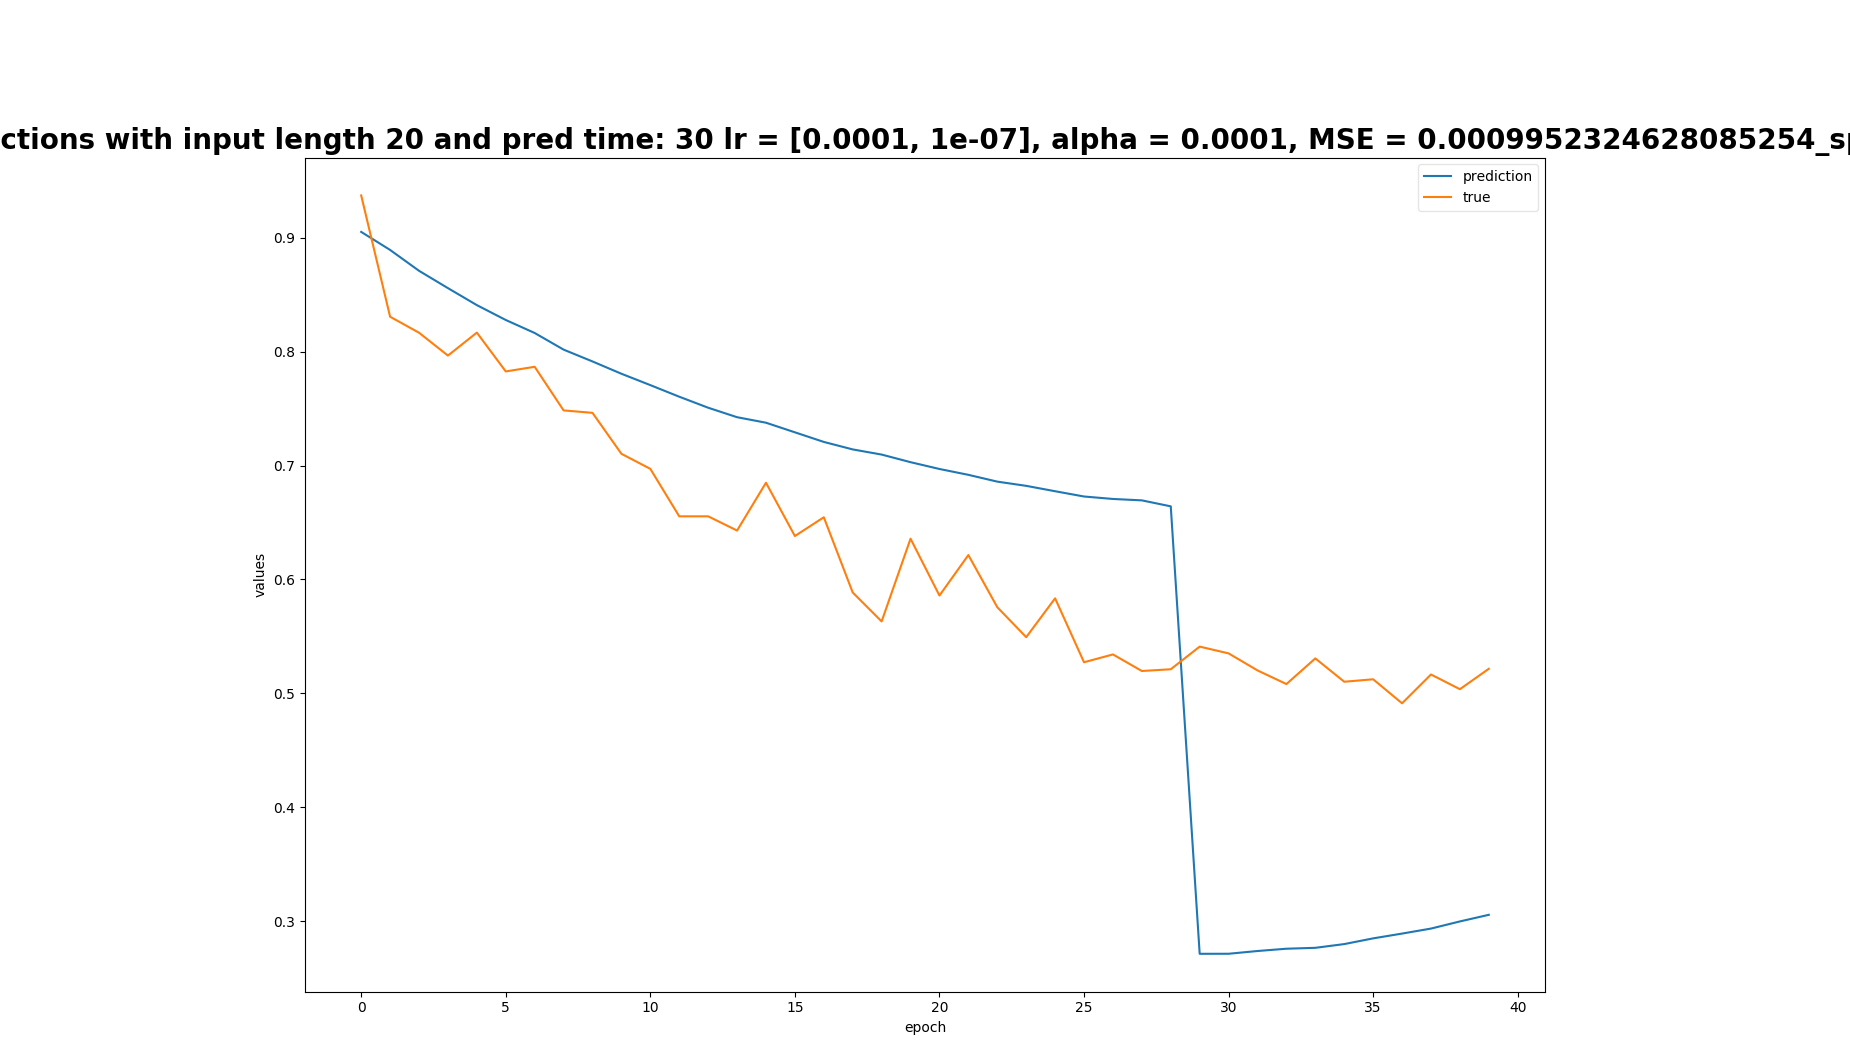 ctions with input length 20 and pred time: 30 lr = [0.0001, 1e-07], alpha = 0.0001, MSE = 0.0009952324628085254_sp
prediction
true
0.9
0.8
0.7
0.6
0.5
0.4
0.3
values
0 5 10 15 20 25 30 35 40
epoch